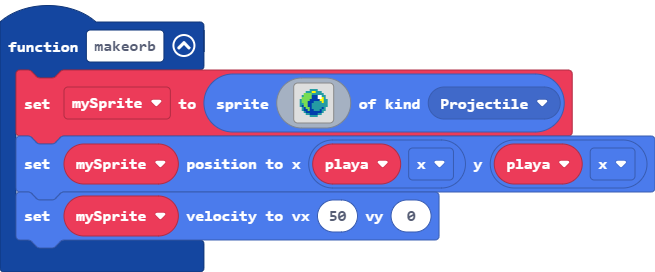 function makeorb
set mySprite to sprite of kind Projectile
set mySprite position to x playa x y playa x
set mySprite velocity to vx 50 vy 0